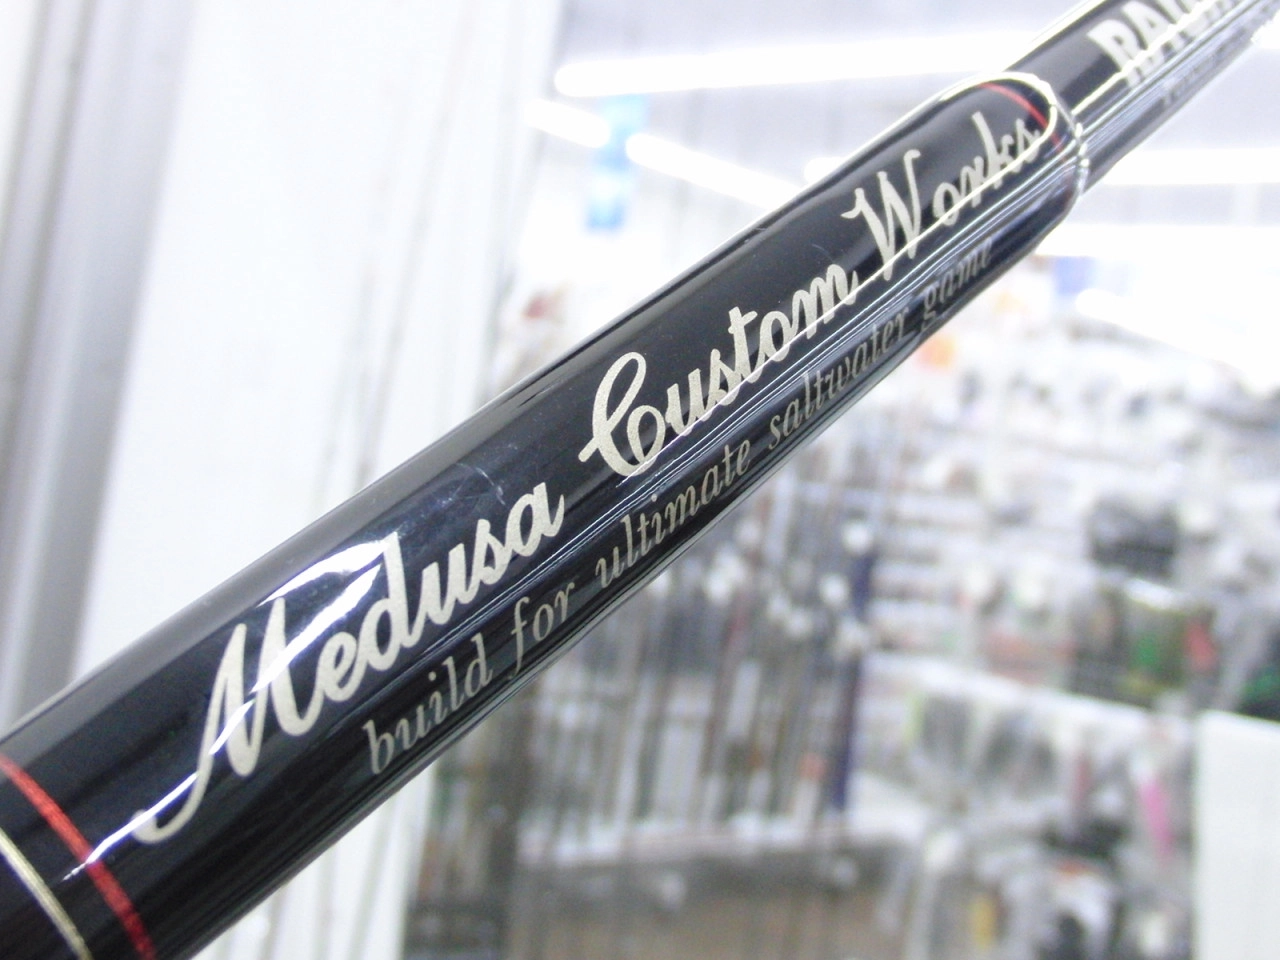 Medusa Custom Works
build for ultimate saltwater game